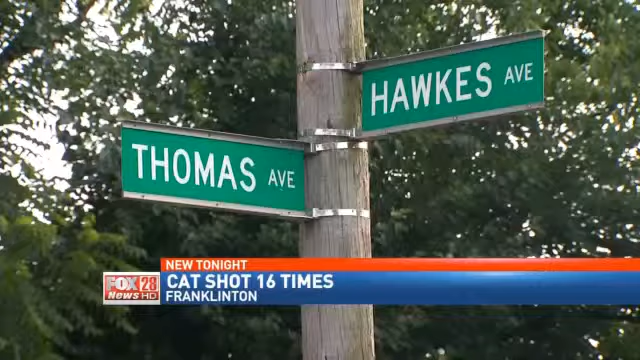 HAWKES AVE
THOMAS AVE
NEW TONIGHT
FOX 28
News HD
CAT SHOT 16 TIMES
FRANKLINTON